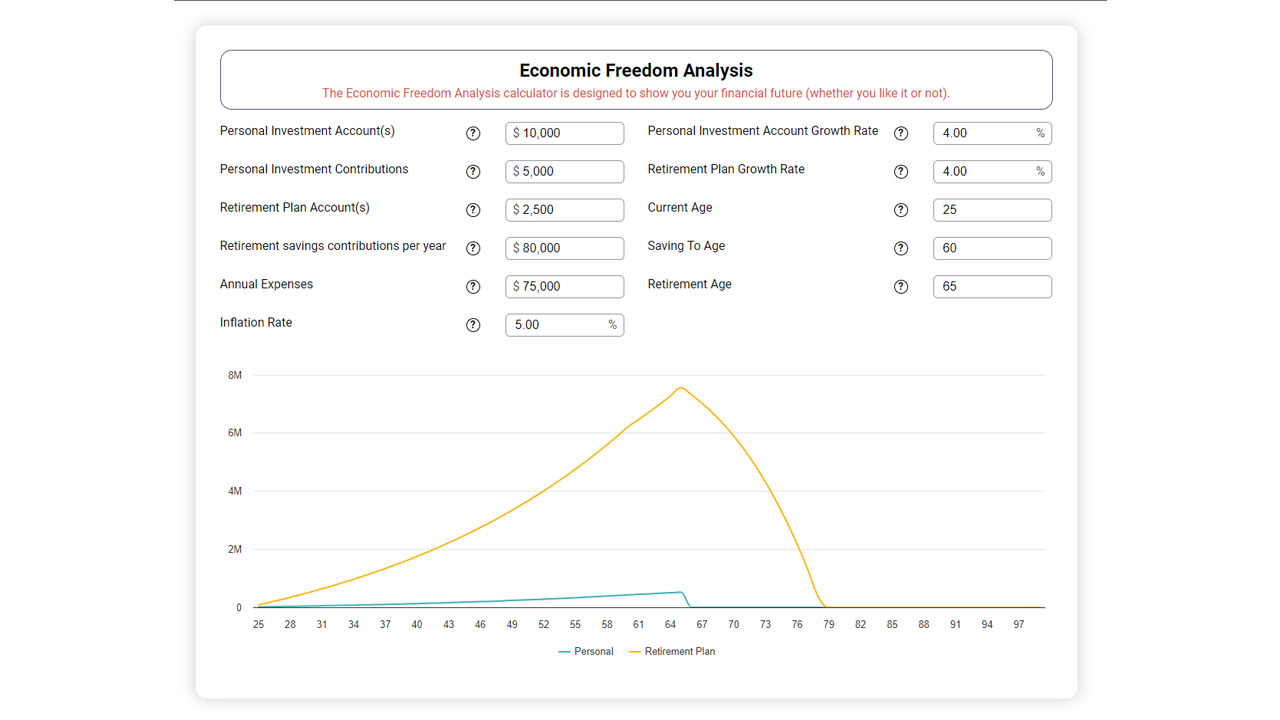 Economic Freedom Analysis
The Economic Freedom Analysis calculator is designed to show you your financial future (whether you like it or not).
Personal Investment Account(s) ? $ 10,000 Personal Investment Account Growth Rate ? 4.00 %
Personal Investment Contributions ? $ 5,000 Retirement Plan Growth Rate ? 4.00 %
Retirement Plan Account(s) ? $ 2,500 Current Age ? 25
Retirement savings contributions per year ? $ 80,000 Saving To Age ? 60
Annual Expenses ? $ 75,000 Retirement Age ? 65
Inflation Rate ? 5.00 %
8M
6M
4M
2M
0
25 28 31 34 37 40 43 46 49 52 55 58 61 64 67 70 73 76 79 82 85 88 91 94 97
Personal Retirement Plan